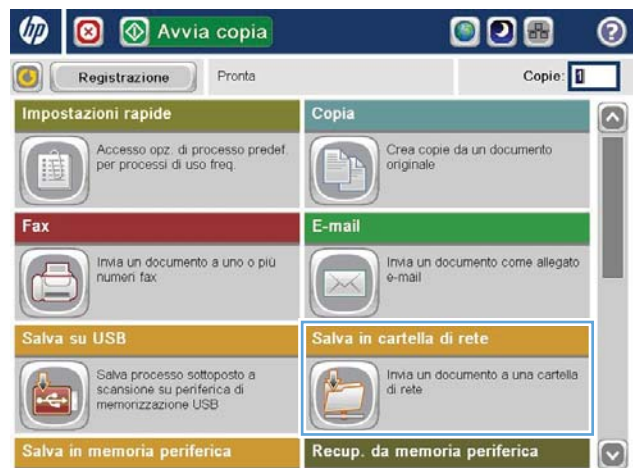 hp
Avvia copia
?
Registrazione
Pronta
Copie: 1
Impostazioni rapide
Accesso opz. di processo predef.
per processi di uso freq.
Copia
Crea copie da un documento
originale
Fax
Invia un documento a uno o più
numeri fax
E-mail
Invia un documento come allegato
e-mail
Salva su USB
Salva processo sottoposto a
scansione su periferica di
memorizzazione USB
Salva in cartella di rete
Invia un documento a una cartella
di rete
Salva in memoria periferica
Recup. da memoria periferica